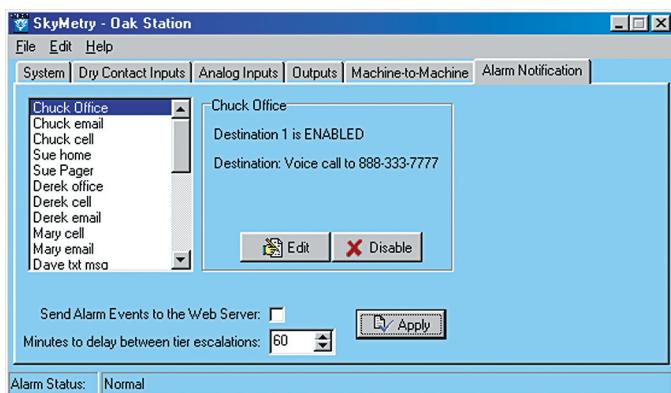 SkyMetry - Oak Station
File Edit Help
System Dry Contact Inputs Analog Inputs Outputs Machine-to-Machine Alarm Notification
Chuck Office
Chuck email
Chuck cell
Sue home
Sue Pager
Derek office
Derek cell
Derek email
Mary cell
Mary email
Dave txt msg
Chuck Office
Destination 1 is ENABLED
Destination: Voice call to 888-333-7777
Edit Disable
Send Alarm Events to the Web Server:
Apply
Minutes to delay between tier escalations: 60
Alarm Status: Normal